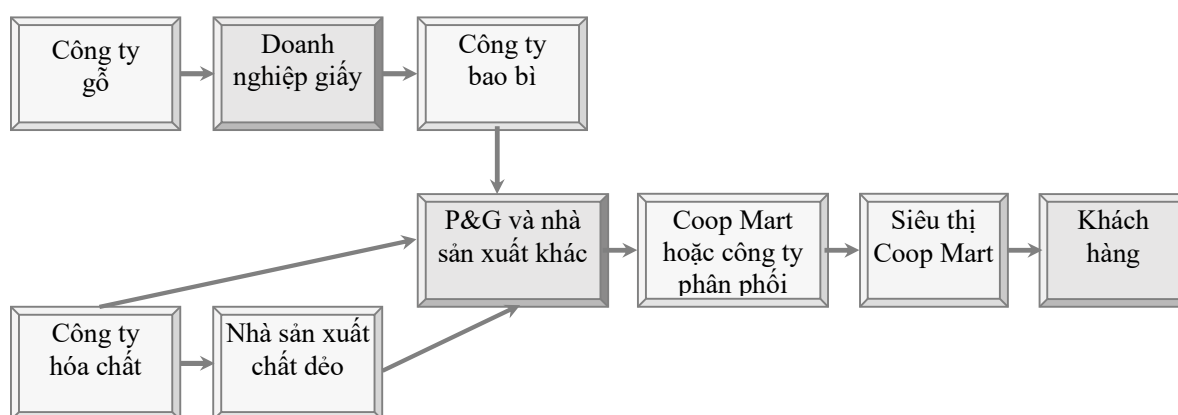 Công ty
gỗ
Doanh
nghiệp giấy
Công ty
bao bì
P&G và nhà
sản xuất khác
Coop Mart
hoặc công ty
phân phối
Siêu thị
Coop Mart
Khách
hàng
Công ty
hóa chất
Nhà sản xuất
chất dẻo